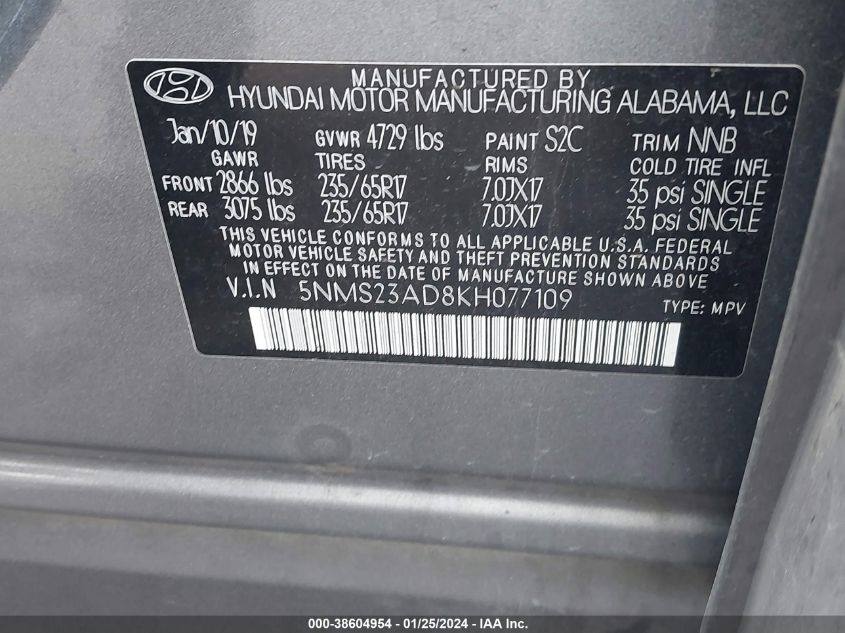 MANUFACTURED BY
HYUNDAI MOTOR MANUFACTURING ALABAMA, LLC
Jan/10/19 GVWR 4729 lbs PAINT S2C TRIM NNB
GAWR TIRES RIMS COLD TIRE INFL
FRONT 2866 lbs 235/65R17 7.0JX17 35 psi SINGLE
REAR 3075 lbs 235/65R17 7.0JX17 35 psi SINGLE
THIS VEHICLE CONFORMS TO ALL APPLICABLE U.S.A. FEDERAL
MOTOR VEHICLE SAFETY AND THEFT PREVENTION STANDARDS
IN EFFECT ON THE DATE OF MANUFACTURE SHOWN ABOVE
V.I.N 5NMS23AD8KH077109 TYPE: MPV
000-38604954 - 01/25/2024 - IAA Inc.